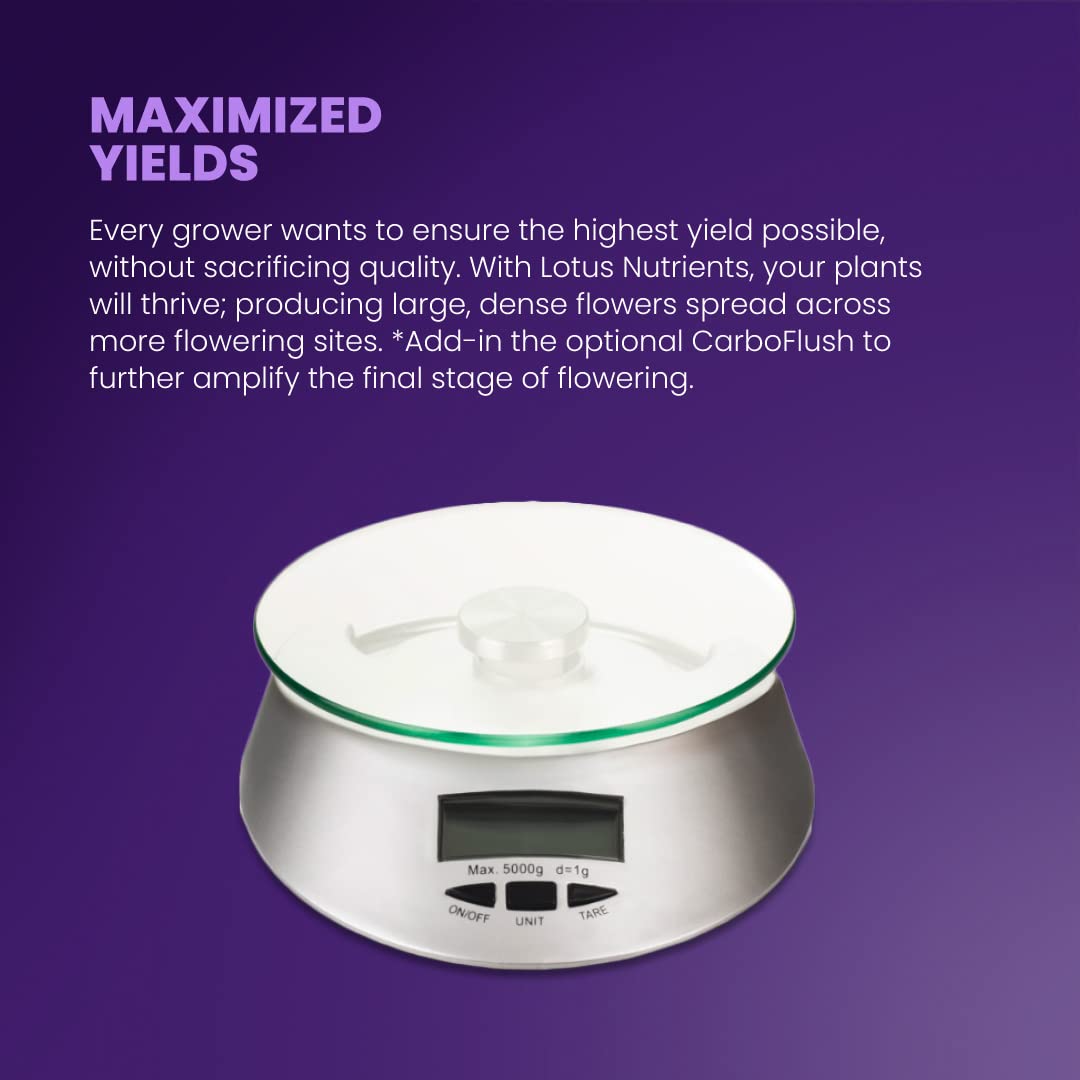 MAXIMIZED
YIELDS
Every grower wants to ensure the highest yield possible,
without sacrificing quality. With Lotus Nutrients, your plants
will thrive; producing large, dense flowers spread across
more flowering sites. *Add-in the optional CarboFlush to
further amplify the final stage of flowering.
Max. 5000g d=1g
ON/OFF UNIT TARE